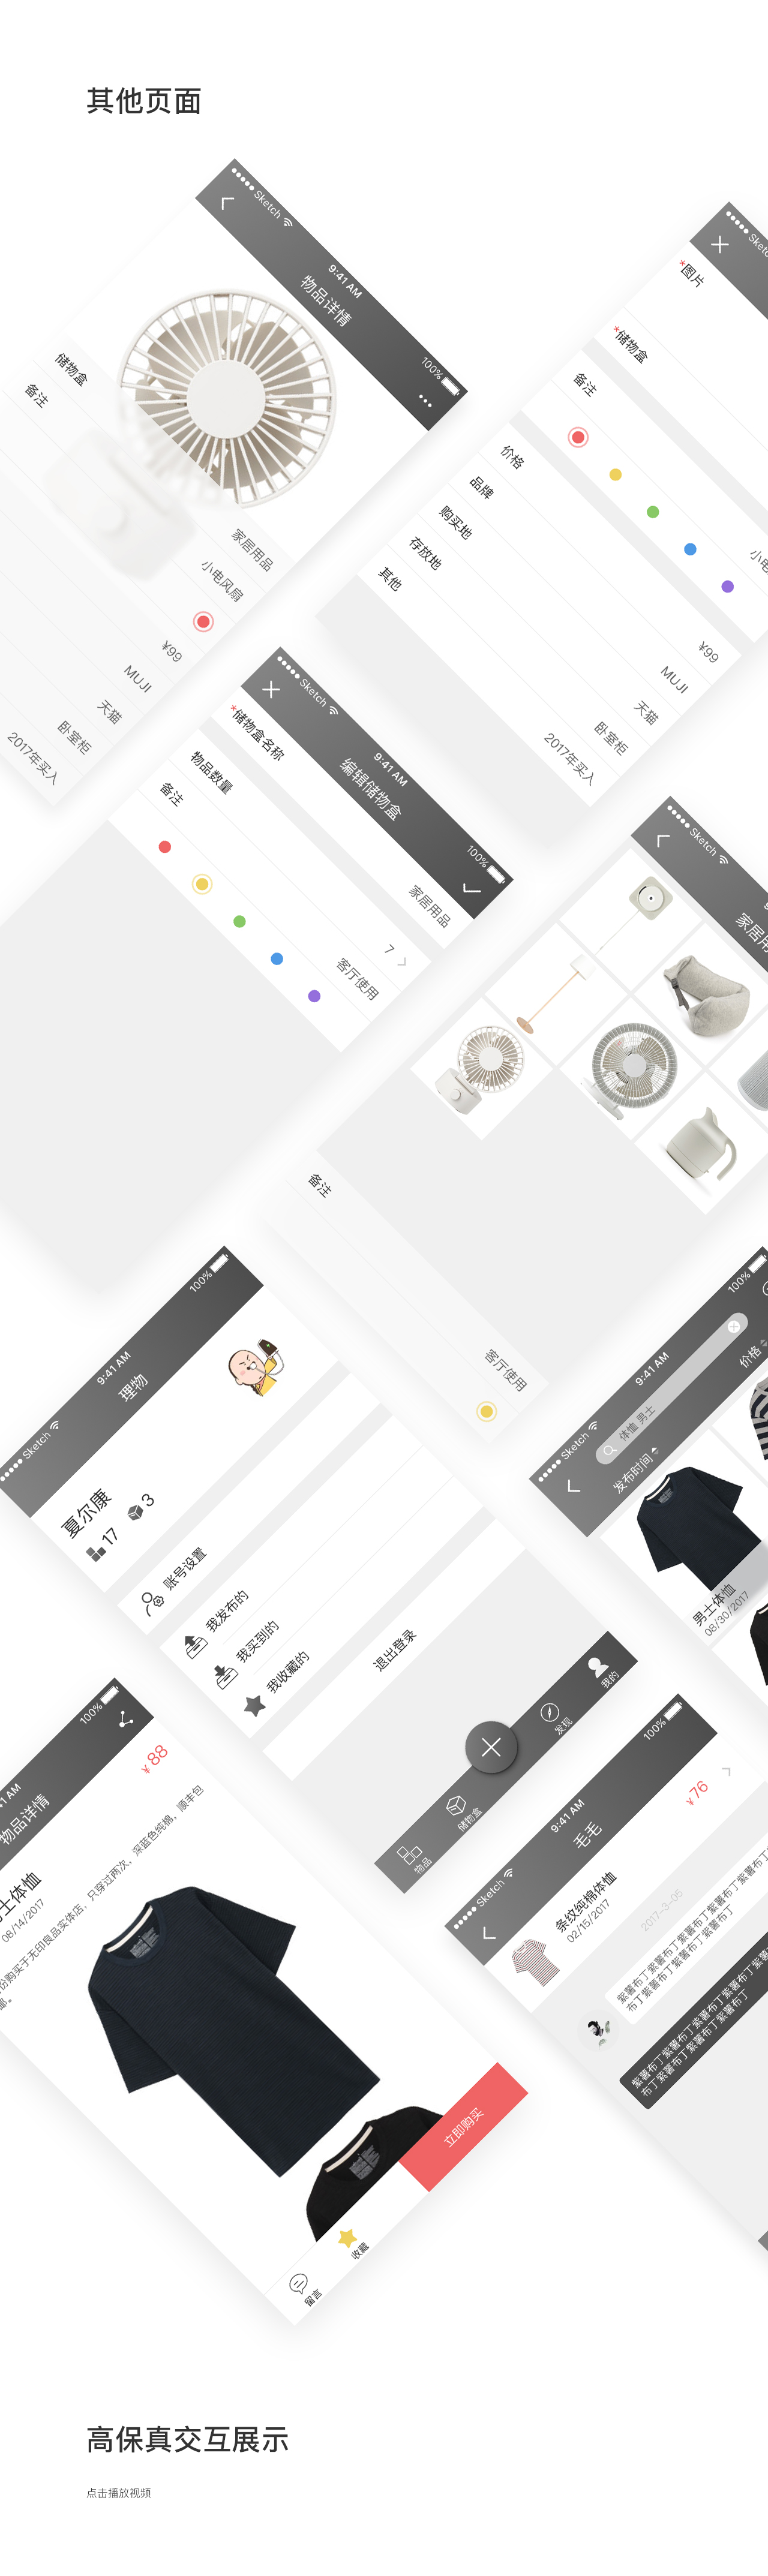 其他页面
Sketch
9:41 AM
100%
物品详情
储物盒
家居用品
备注
小电风扇
¥99
MUJI
天猫
卧室柜
2017年买入
*图片
*储物盒
备注
价格
¥99
品牌
MUJI
购买地
天猫
存放地
卧室柜
其他
2017年买入
Sketch
9:41 AM
100%
编辑储物盒
*储物盒名称
家居用品
物品数量
7
备注
客厅使用
Sketch
备注
客厅使用
Sketch
9:41 AM
100%
理物
夏尔康
17
3
账号设置
我发布的
我买到的
我收藏的
退出登录
物品
储物盒
发现
我的
Sketch
9:41 AM
100%
体恤 男士
发布时间
价格
男士体恤
08/30/2017
100%
物品详情
士体恤
08/14/2017
¥ 88
份购买于无印良品实体店，只穿过两次，深蓝色纯棉，顺丰包
邮。
留言
收藏
立即购买
Sketch
9:41 AM
100%
毛毛
条纹纯棉体恤
02/15/2017
¥ 76
2017-3-05
紫薯布丁紫薯布丁紫薯布丁紫薯布丁紫薯
布丁紫薯布丁紫薯布丁紫薯布丁
紫薯布丁紫薯布丁紫薯布丁紫薯布丁紫薯
布丁紫薯布丁紫薯布丁紫薯布丁
高保真交互展示
点击播放视频